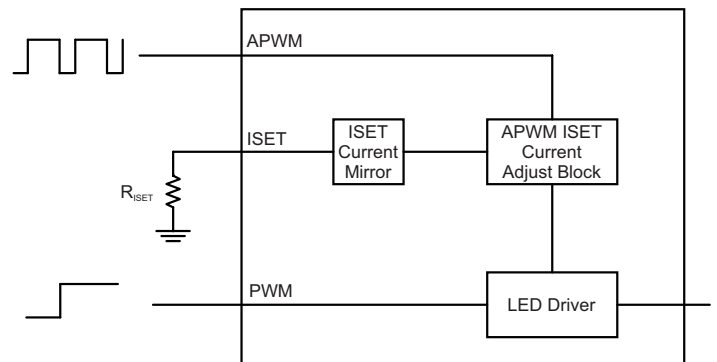 APWM
ISET
ISET
Current
Mirror
APWM ISET
Current
Adjust Block
RISET
PWM
LED Driver